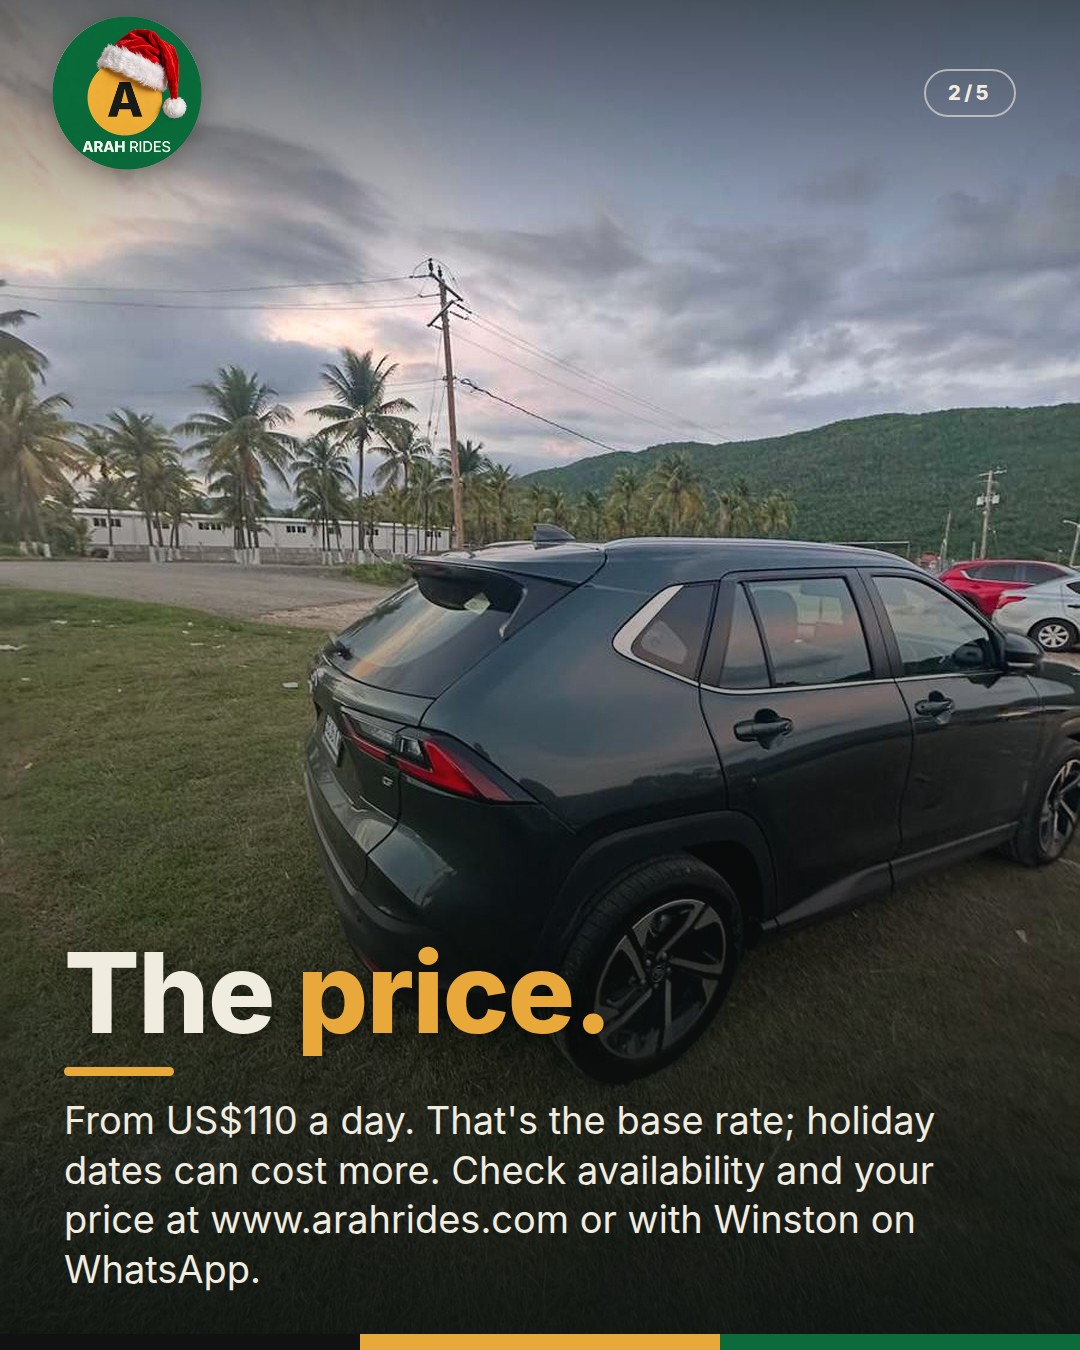 A
ARAH RIDES
2/5
The price.
From US$110 a day. That's the base rate; holiday
dates can cost more. Check availability and your
price at www.arahrides.com or with Winston on
WhatsApp.